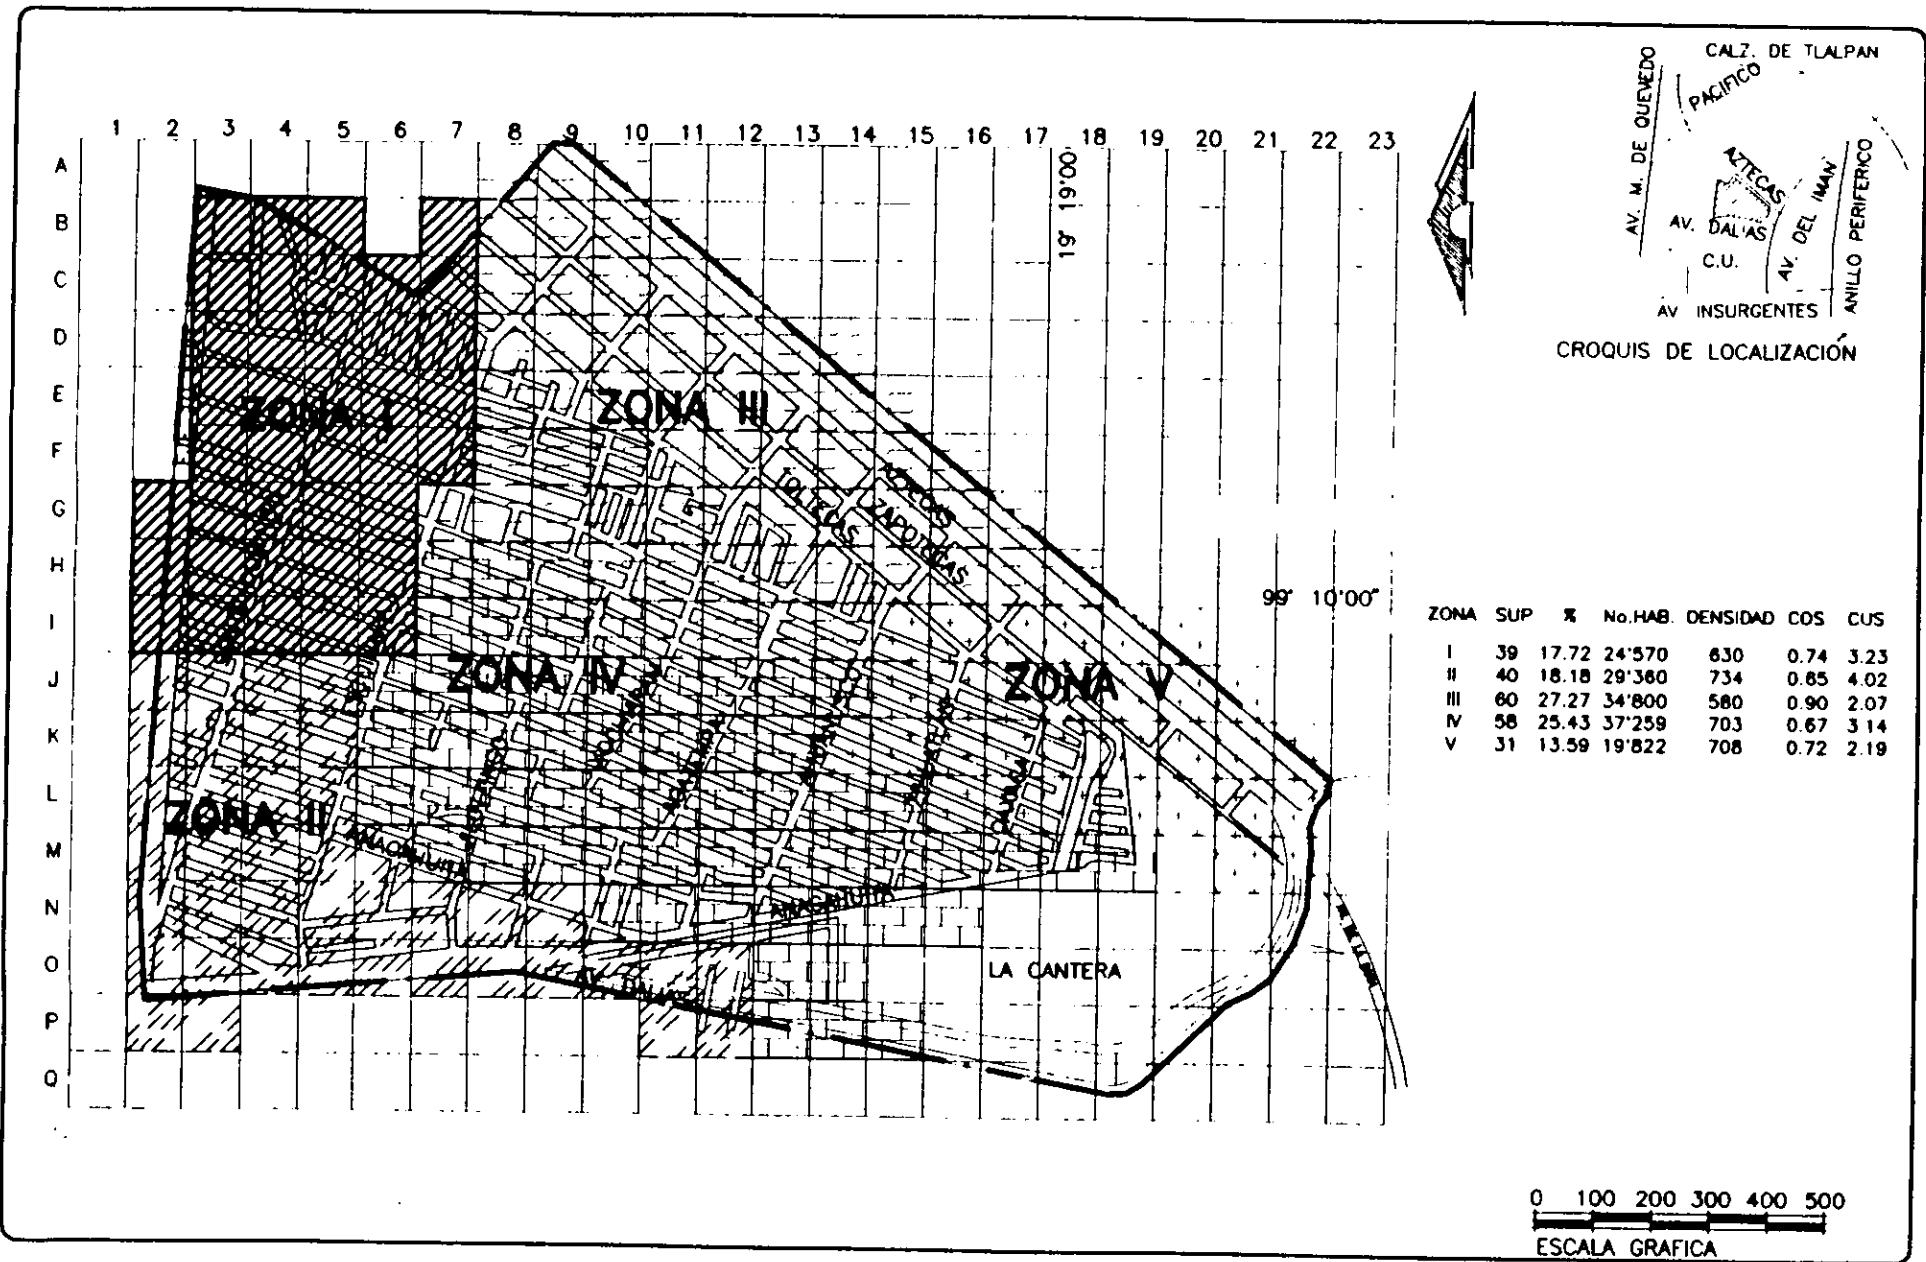 CALZ. DE TLALPAN
AV. M. DE QUEVEDO
PACIFICO
AZTECAS
AV. DALIAS
AV. DEL IMAN
ANILLO PERIFERICO
C.U.
AV INSURGENTES
CROQUIS DE LOCALIZACIÓN
1 2 3 4 5 6 7 8 9 10 11 12 13 14 15 16 17 18 19 20 21 22 23
A
B
C
D
E
F
G
H
I
J
K
L
M
N
O
P
Q
19° 19'00"
99° 10'00"
ZONA I
ZONA III
AZTECAS
TOLTECAS
ZAPOTECAS
ZONA IV
ZONA V
ZONA II
ANACAHUITA
ANACAHUITA
AV. DALIAS
LA CANTERA
ZONA SUP % No.HAB. DENSIDAD COS CUS
I 39 17.72 24'570 630 0.74 3.23
II 40 18.18 29'360 734 0.65 4.02
III 60 27.27 34'800 580 0.90 2.07
IV 58 25.43 37'259 703 0.67 3 14
V 31 13.59 19'822 708 0.72 2.19
0 100 200 300 400 500
ESCALA GRAFICA